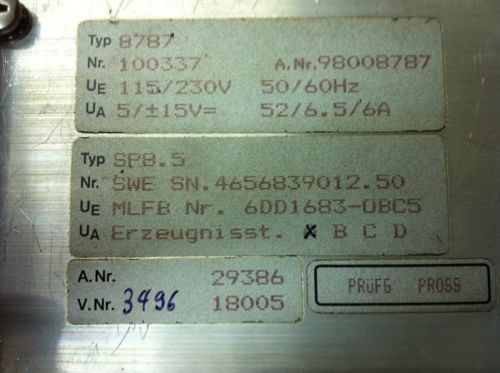 Typ 8787
Nr. 100337 A.Nr. 98008787
UE 115/230V 50/60Hz
UA 5/±15V= 52/6.5/6A
Typ SP8.5
Nr. SWE SN.4656839012.50
UE MLFB Nr. 6DD1683-0BC5
UA Erzeugnisst. X B C D
A.Nr. 29386
V.Nr. 3496 18005
PRÜFG PROSS